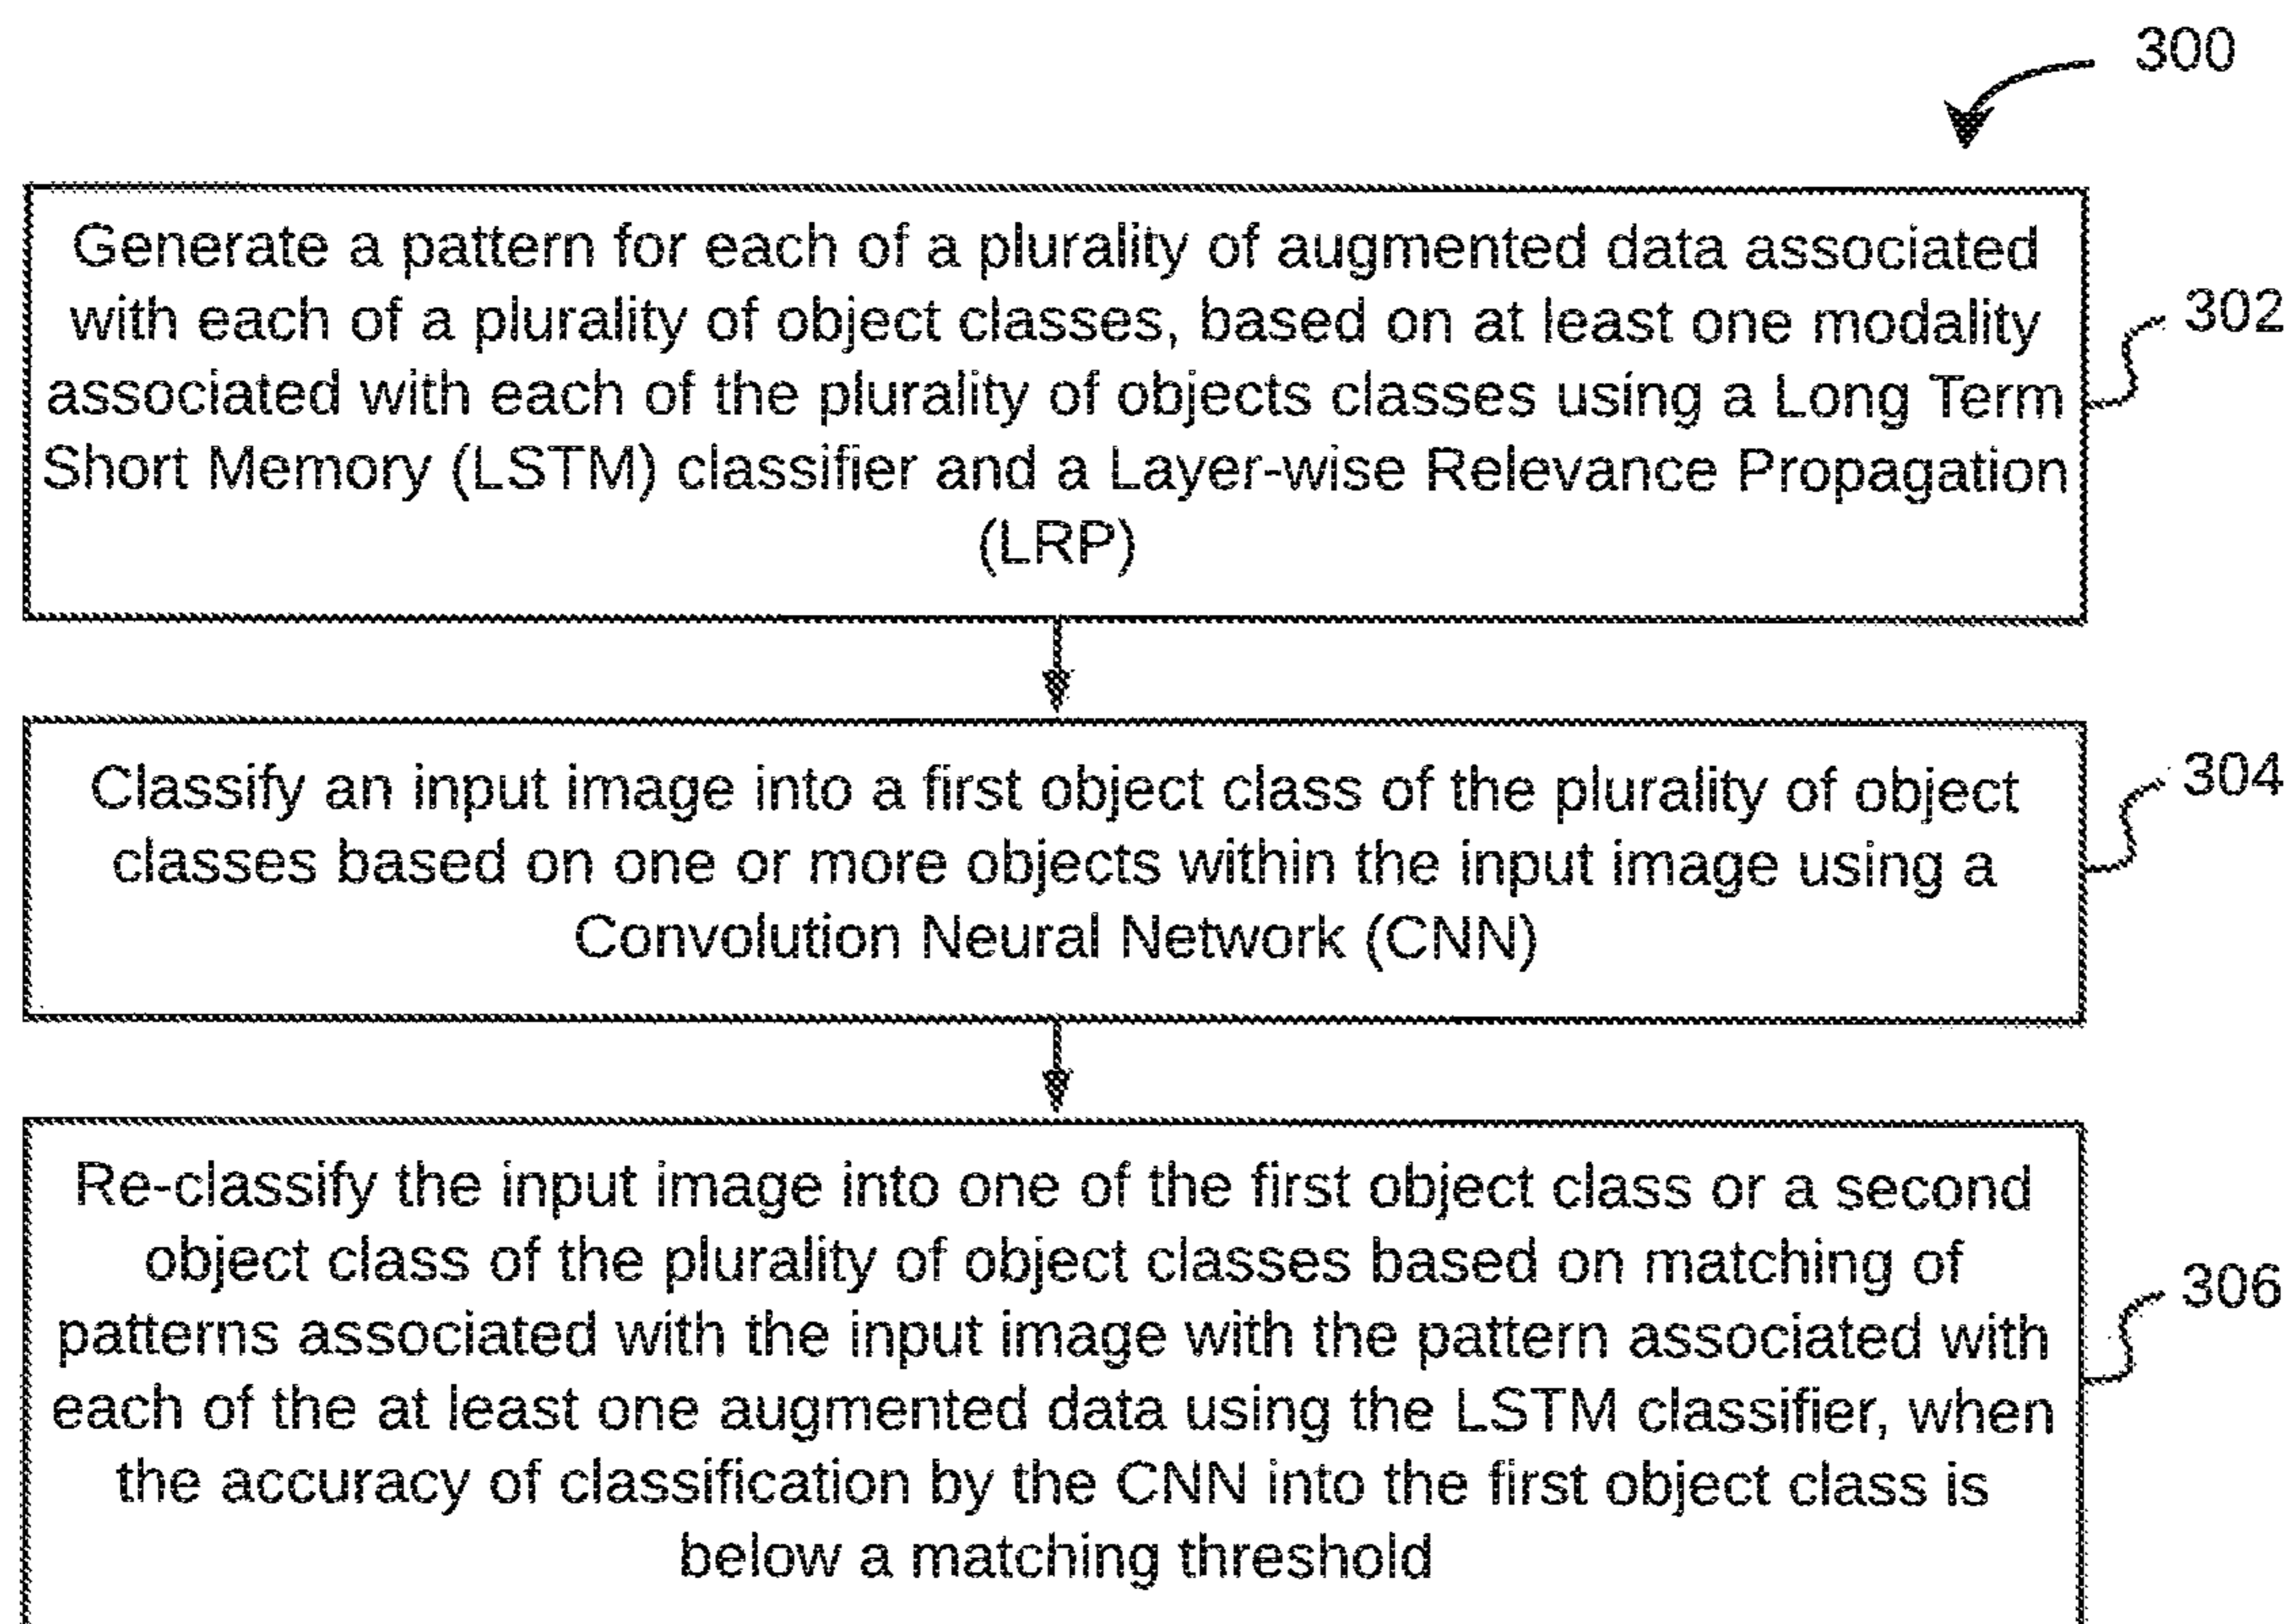 300
Generate a pattern for each of a plurality of augmented data associated
with each of a plurality of object classes, based on at least one modality
associated with each of the plurality of objects classes using a Long Term
Short Memory (LSTM) classifier and a Layer-wise Relevance Propagation
(LRP)
302
Classify an input image into a first object class of the plurality of object
classes based on one or more objects within the input image using a
Convolution Neural Network (CNN)
304
Re-classify the input image into one of the first object class or a second
object class of the plurality of object classes based on matching of
patterns associated with the input image with the pattern associated with
each of the at least one augmented data using the LSTM classifier, when
the accuracy of classification by the CNN into the first object class is
below a matching threshold
306